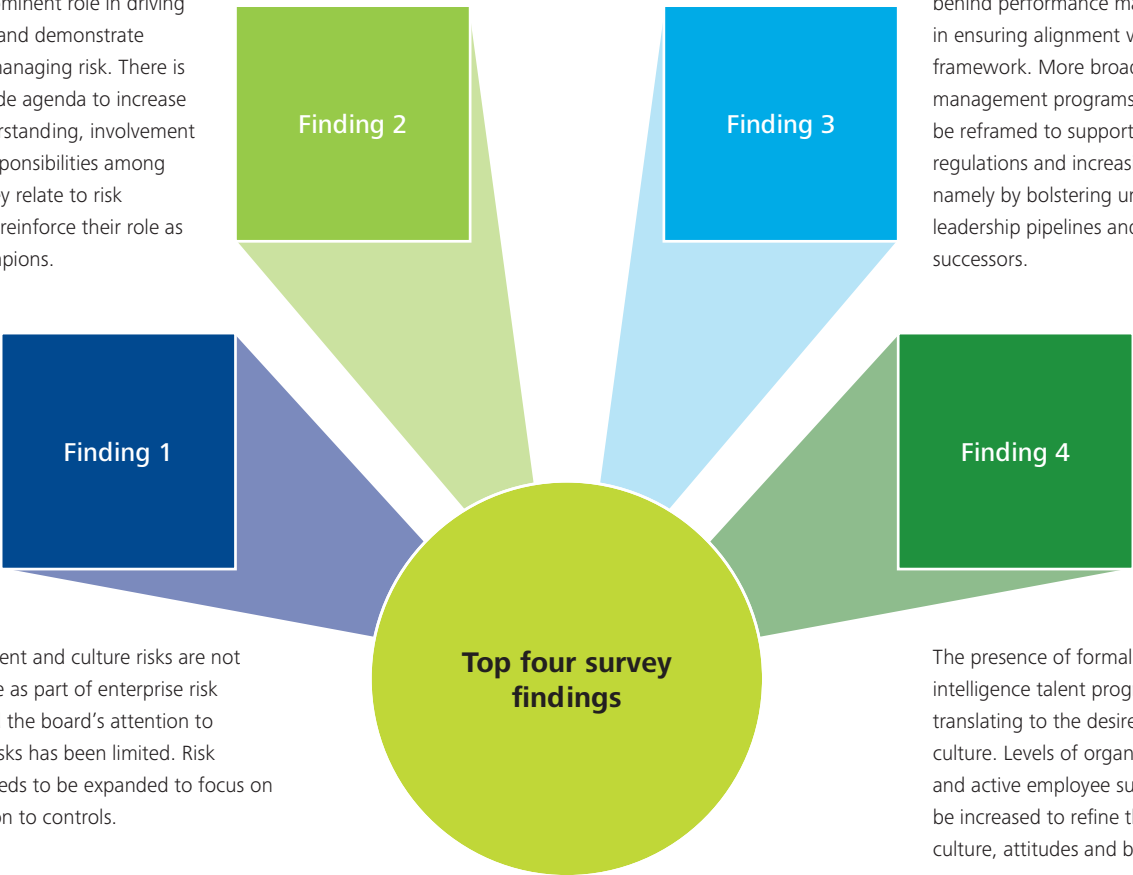 ominent role in driving
and demonstrate
managing risk. There is
de agenda to increase
rstanding, involvement
ponsibilities among
y relate to risk
reinforce their role as
pions.
Finding 2
Finding 3
behind performance ma
in ensuring alignment
framework. More broad
management programs
be reframed to support
regulations and increas
namely by bolstering
leadership pipelines and
successors.
Finding 1
Finding 4
ent and culture risks are not
e as part of enterprise risk
the board's attention to
sks has been limited. Risk
eds to be expanded to focus on
on to controls.
Top four survey
findings
The presence of formal
intelligence talent prog
translating to the desire
culture. Levels of organ
and active employee su
be increased to refine th
culture, attitudes and b